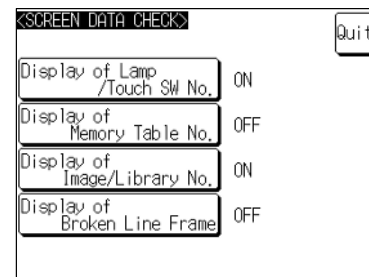 <SCREEN DATA CHECK>
Quit
Display of Lamp
/Touch SW No.
ON
Display of
Memory Table No.
OFF
Display of
Image/Library No.
ON
Display of
Broken Line Frame
OFF